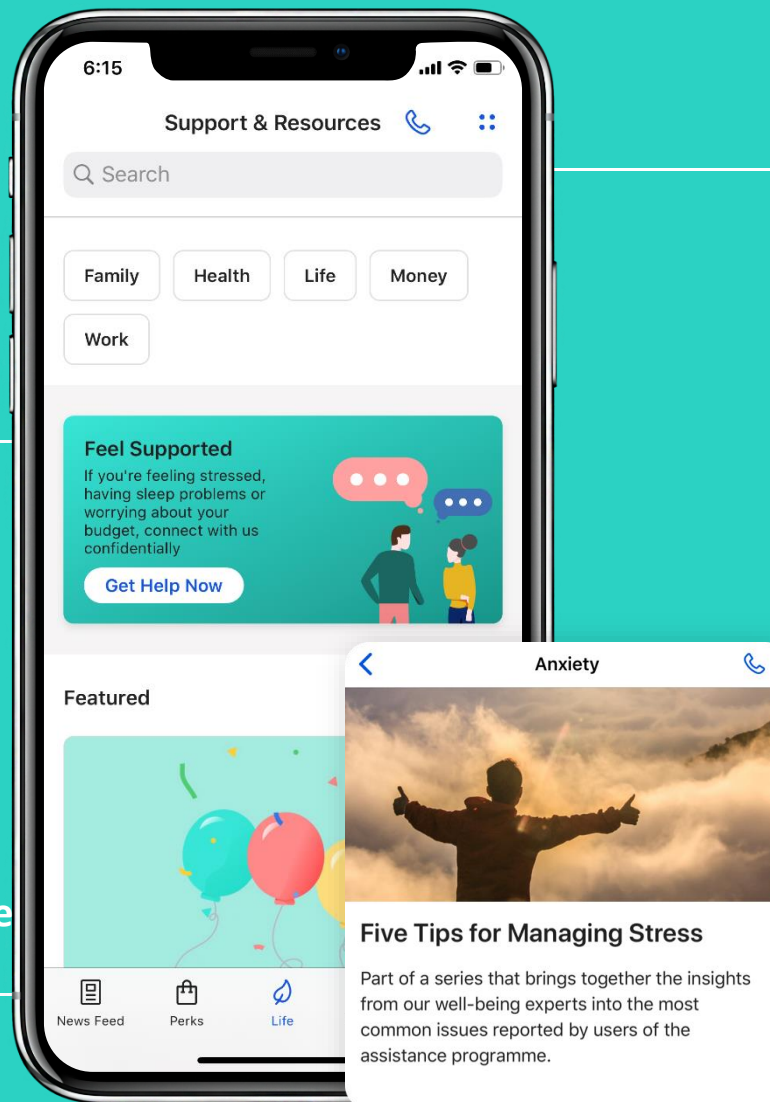 6:15
Support & Resources
Search
Family
Health
Life
Money
Work
Feel Supported
If you're feeling stressed,
having sleep problems or
worrying about your
budget, connect with us
confidentially
Get Help Now
Featured
News Feed
Perks
Life
Anxiety
Five Tips for Managing Stress
Part of a series that brings together the insights
from our well-being experts into the most
common issues reported by users of the
assistance programme.